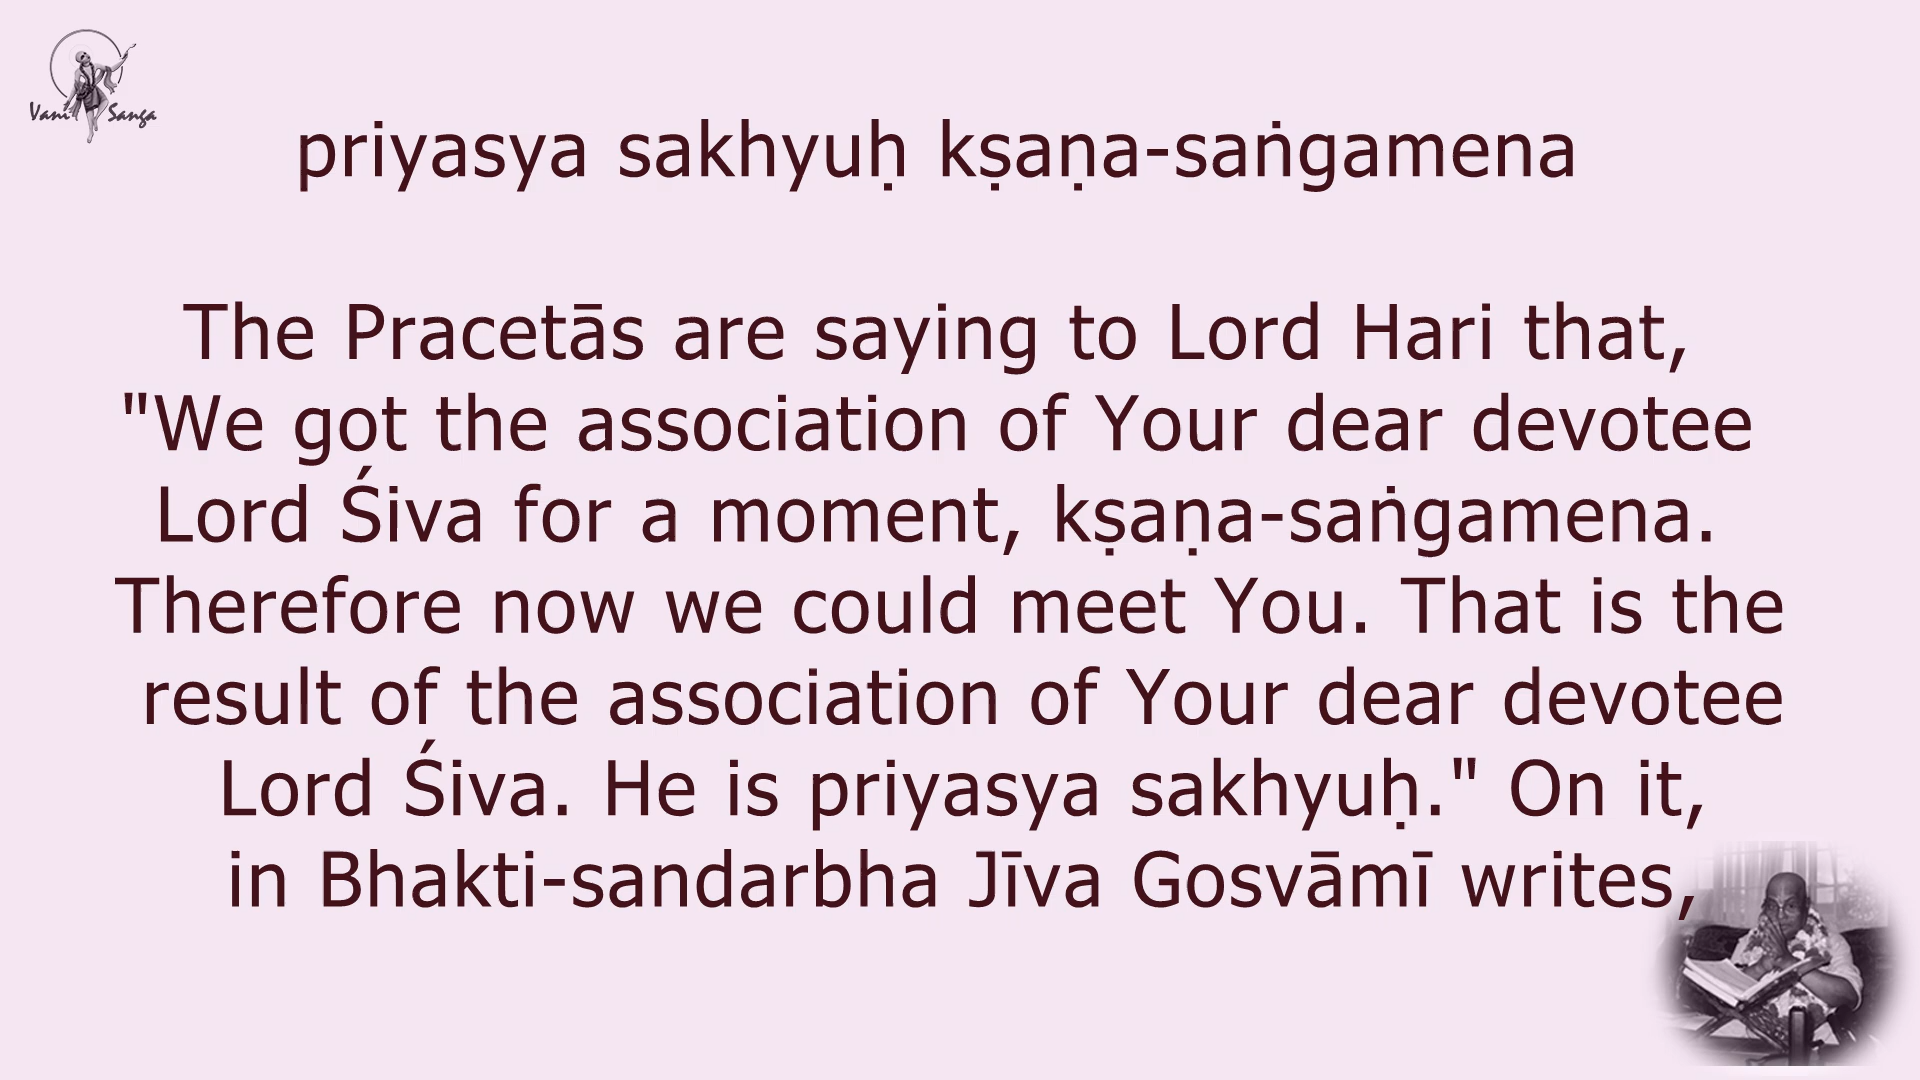 Vani Sanga
priyasya sakhyuḥ kṣaṇa-saṅgamena
The Pracetās are saying to Lord Hari that,
"We got the association of Your dear devotee
Lord Śiva for a moment, kṣaṇa-saṅgamena.
Therefore now we could meet You. That is the
result of the association of Your dear devotee
Lord Śiva. He is priyasya sakhyuḥ." On it,
in Bhakti-sandarbha Jīva Gosvāmī writes,